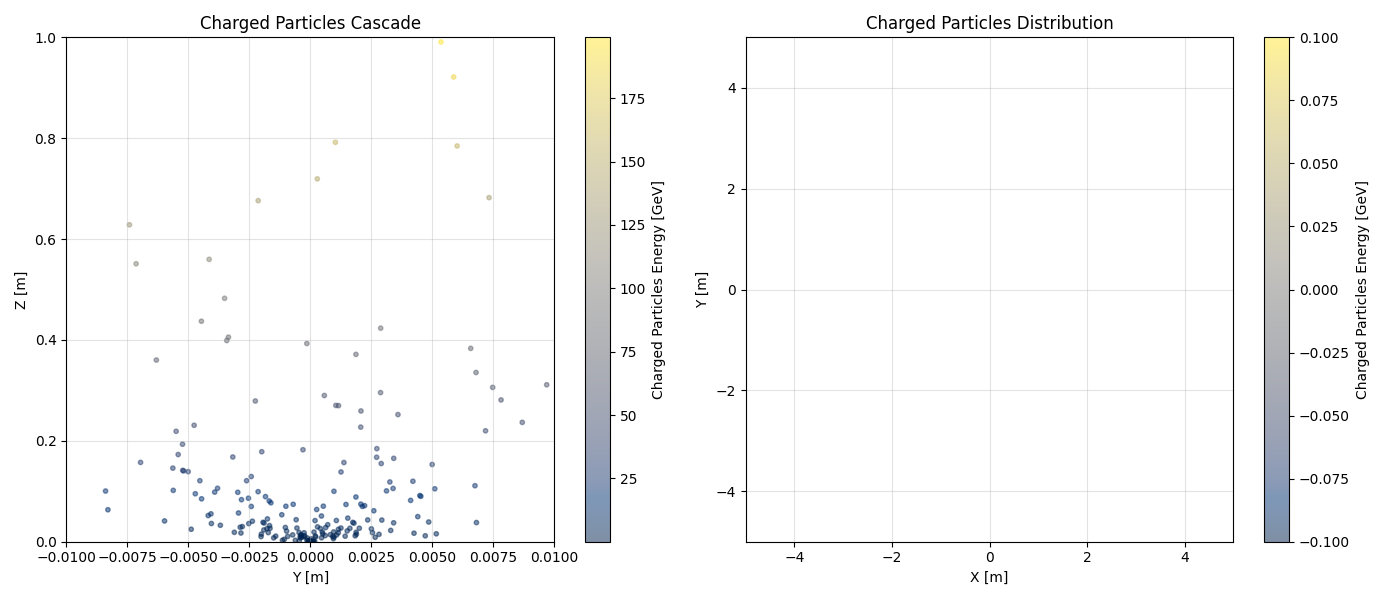 Charged Particles Cascade
1.0
0.8
0.6
0.4
0.2
0.0
Z [m]
−0.0100 −0.0075 −0.0050 −0.0025 0.0000 0.0025 0.0050 0.0075 0.0100
Y [m]
175
150
125
100
75
50
25
Charged Particles Energy [GeV]
Charged Particles Distribution
4
2
0
−2
−4
Y [m]
−4 −2 0 2 4
X [m]
0.100
0.075
0.050
0.025
0.000
−0.025
−0.050
−0.075
−0.100
Charged Particles Energy [GeV]